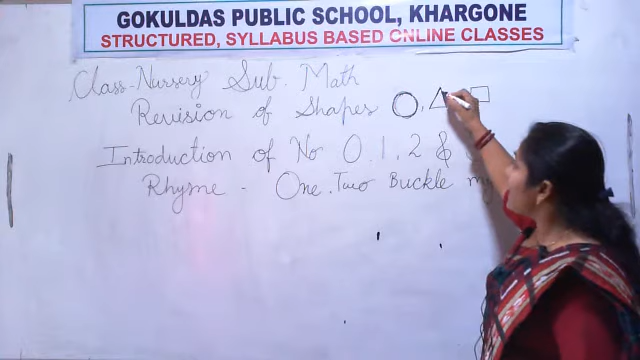 GOKULDAS PUBLIC SCHOOL, KHARGONE
STRUCTURED, SYLLABUS BASED ONLINE CLASSES
Class-Nursery Sub. Math
Revision of Shapes
Introduction of No 0,1,2 &
Rhyme - One, Two Buckle my